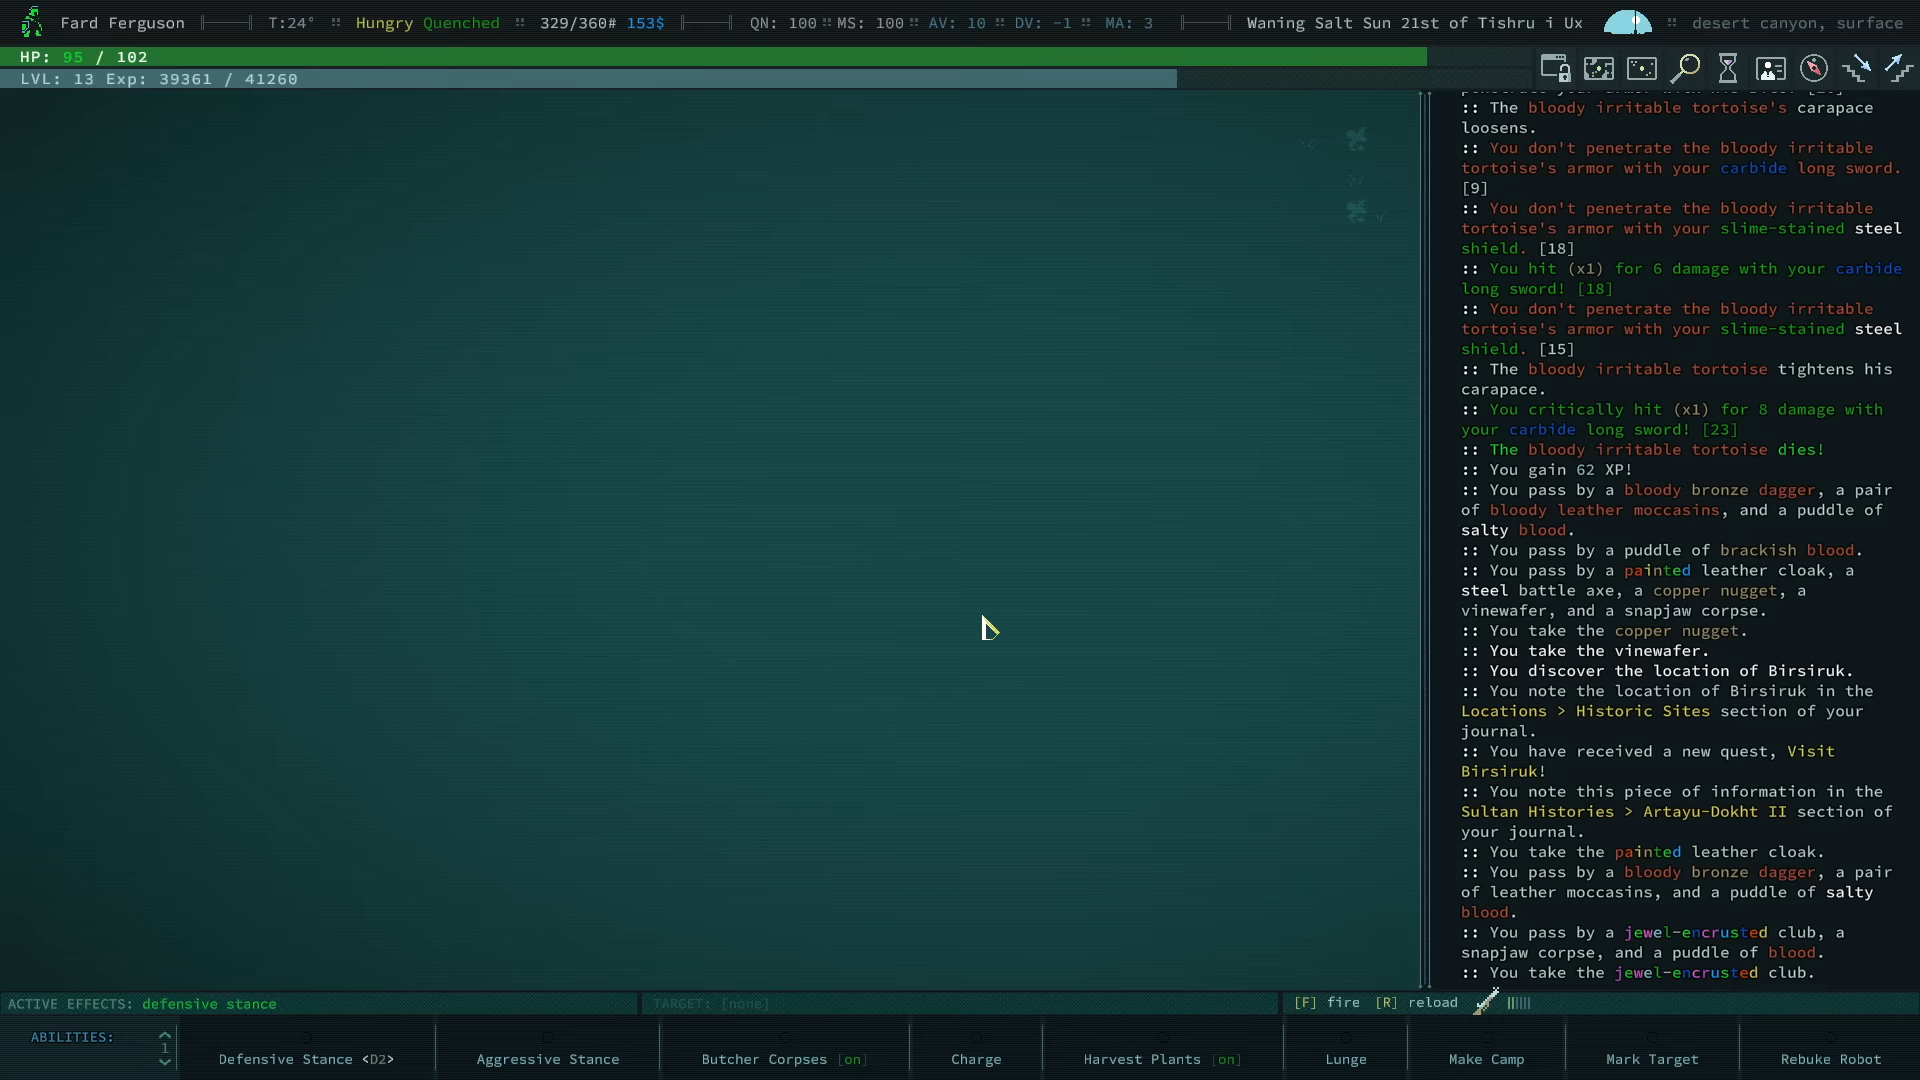 Fard Ferguson T:24° :: Hungry Quenched :: 329/360# 153$ QN: 100 :: MS: 100 :: AV: 10 :: DV: -1 :: MA: 3 Waning Salt Sun 21st of Tishru i Ux :: desert canyon, surface
HP: 95 / 102
LVL: 13 Exp: 39361 / 41260
:: The bloody irritable tortoise's carapace
loosens.
:: You don't penetrate the bloody irritable
tortoise's armor with your carbide long sword.
[9]
:: You don't penetrate the bloody irritable
tortoise's armor with your slime-stained steel
shield. [18]
:: You hit (x1) for 6 damage with your carbide
long sword! [18]
:: You don't penetrate the bloody irritable
tortoise's armor with your slime-stained steel
shield. [15]
:: The bloody irritable tortoise tightens his
carapace.
:: You critically hit (x1) for 8 damage with
your carbide long sword! [23]
:: The bloody irritable tortoise dies!
:: You gain 62 XP!
:: You pass by a bloody bronze dagger, a pair
of bloody leather moccasins, and a puddle of
salty blood.
:: You pass by a puddle of brackish blood.
:: You pass by a painted leather cloak, a
steel battle axe, a copper nugget, a
vinewafer, and a snapjaw corpse.
:: You take the copper nugget.
:: You take the vinewafer.
:: You discover the location of Birsiruk.
:: You note the location of Birsiruk in the
Locations > Historic Sites section of your
journal.
:: You have received a new quest, Visit
Birsiruk!
:: You note this piece of information in the
Sultan Histories > Artayu-Dokht II section of
your journal.
:: You take the painted leather cloak.
:: You pass by a bloody bronze dagger, a pair
of leather moccasins, and a puddle of salty
blood.
:: You pass by a jewel-encrusted club, a
snapjaw corpse, and a puddle of blood.
:: You take the jewel-encrusted club.
ACTIVE EFFECTS: defensive stance TARGET: [none] [F] fire [R] reload
ABILITIES: 1 Defensive Stance <D2> Aggressive Stance Butcher Corpses [on] Charge Harvest Plants [on] Lunge Make Camp Mark Target Rebuke Robot